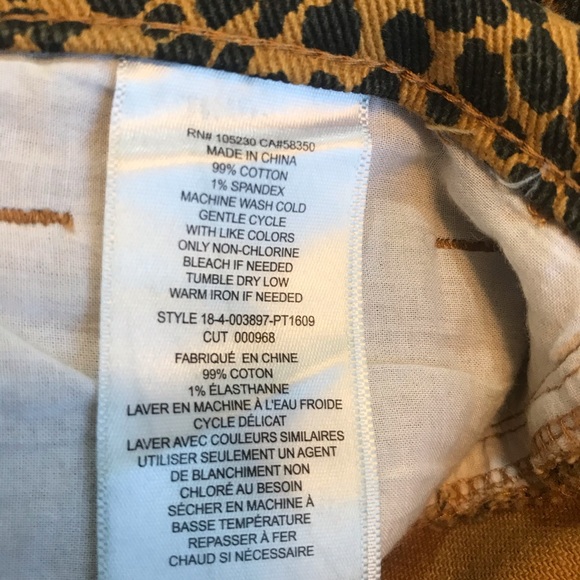 RN# 105230 CA#58350
MADE IN CHINA
99% COTTON
1% SPANDEX
MACHINE WASH COLD
GENTLE CYCLE
WITH LIKE COLORS
ONLY NON-CHLORINE
BLEACH IF NEEDED
TUMBLE DRY LOW
WARM IRON IF NEEDED
STYLE 18-4-003897-PT1609
CUT 000968
FABRIQUÉ EN CHINE
99% COTON
1% ÉLASTHANNE
LAVER EN MACHINE À L'EAU FROIDE
CYCLE DÉLICAT
LAVER AVEC COULEURS SIMILAIRES
UTILISER SEULEMENT UN AGENT
DE BLANCHIMENT NON
CHLORÉ AU BESOIN
SÉCHER EN MACHINE À
BASSE TEMPÉRATURE
REPASSER À FER
CHAUD SI NÉCESSAIRE